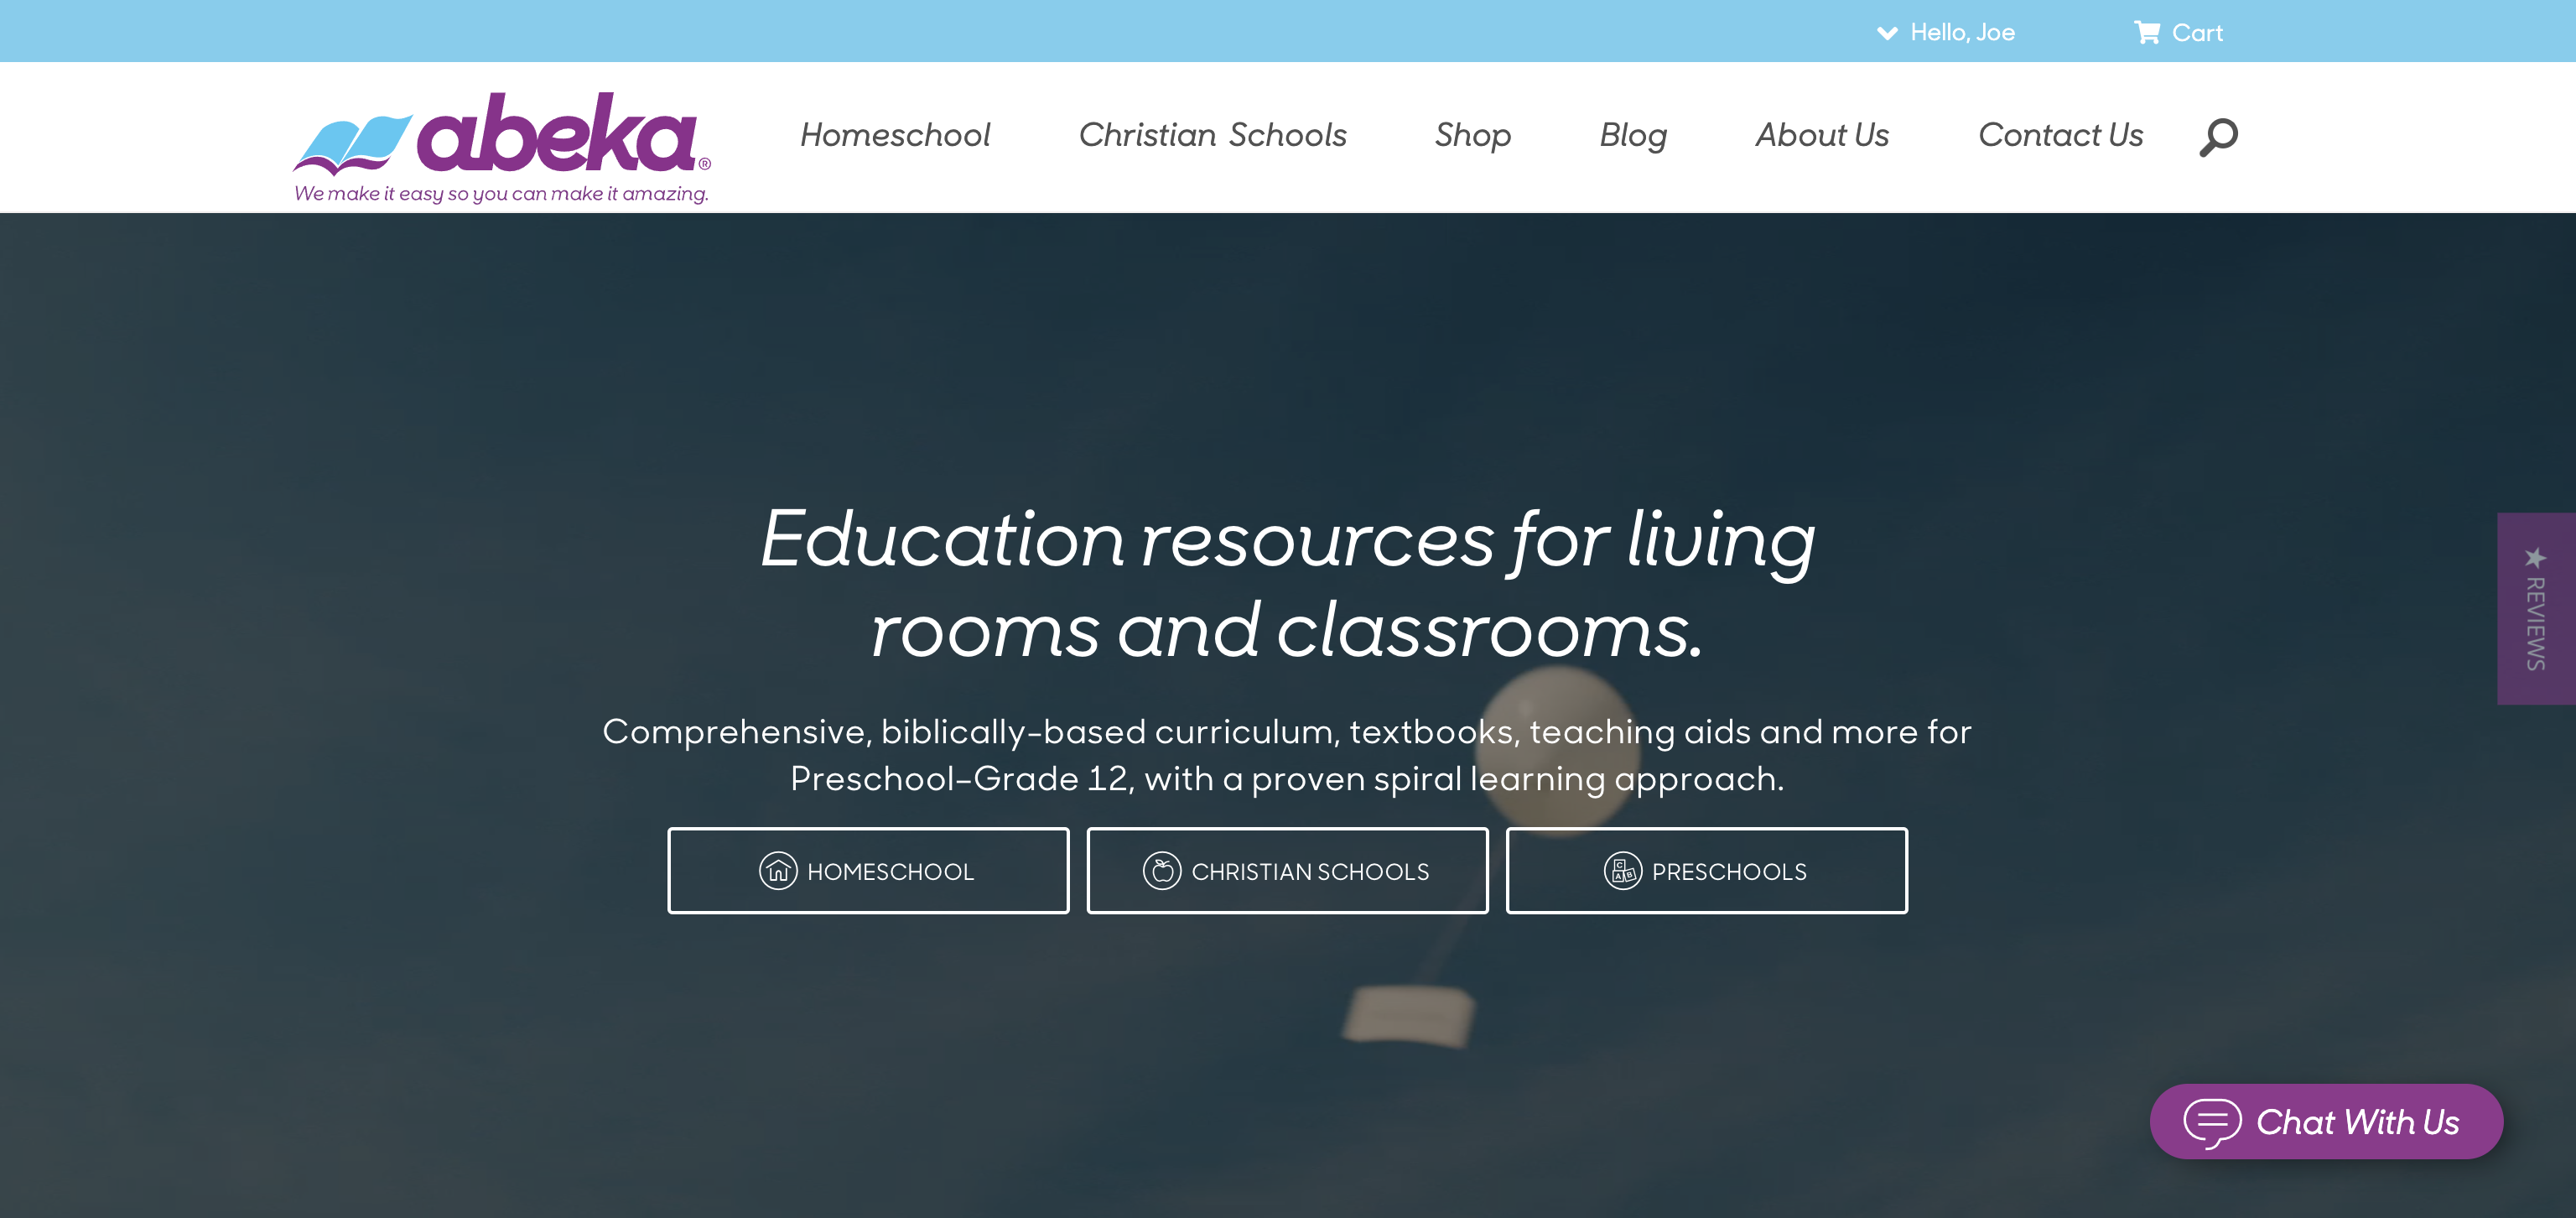 Hello, Joe
Cart
abeka®
We make it easy so you can make it amazing.
Homeschool
Christian Schools
Shop
Blog
About Us
Contact Us
Education resources for living
rooms and classrooms.
★ REVIEWS
Comprehensive, biblically-based curriculum, textbooks, teaching aids and more for
Preschool–Grade 12, with a proven spiral learning approach.
HOMESCHOOL
CHRISTIAN SCHOOLS
C
A B
PRESCHOOLS
Chat With Us